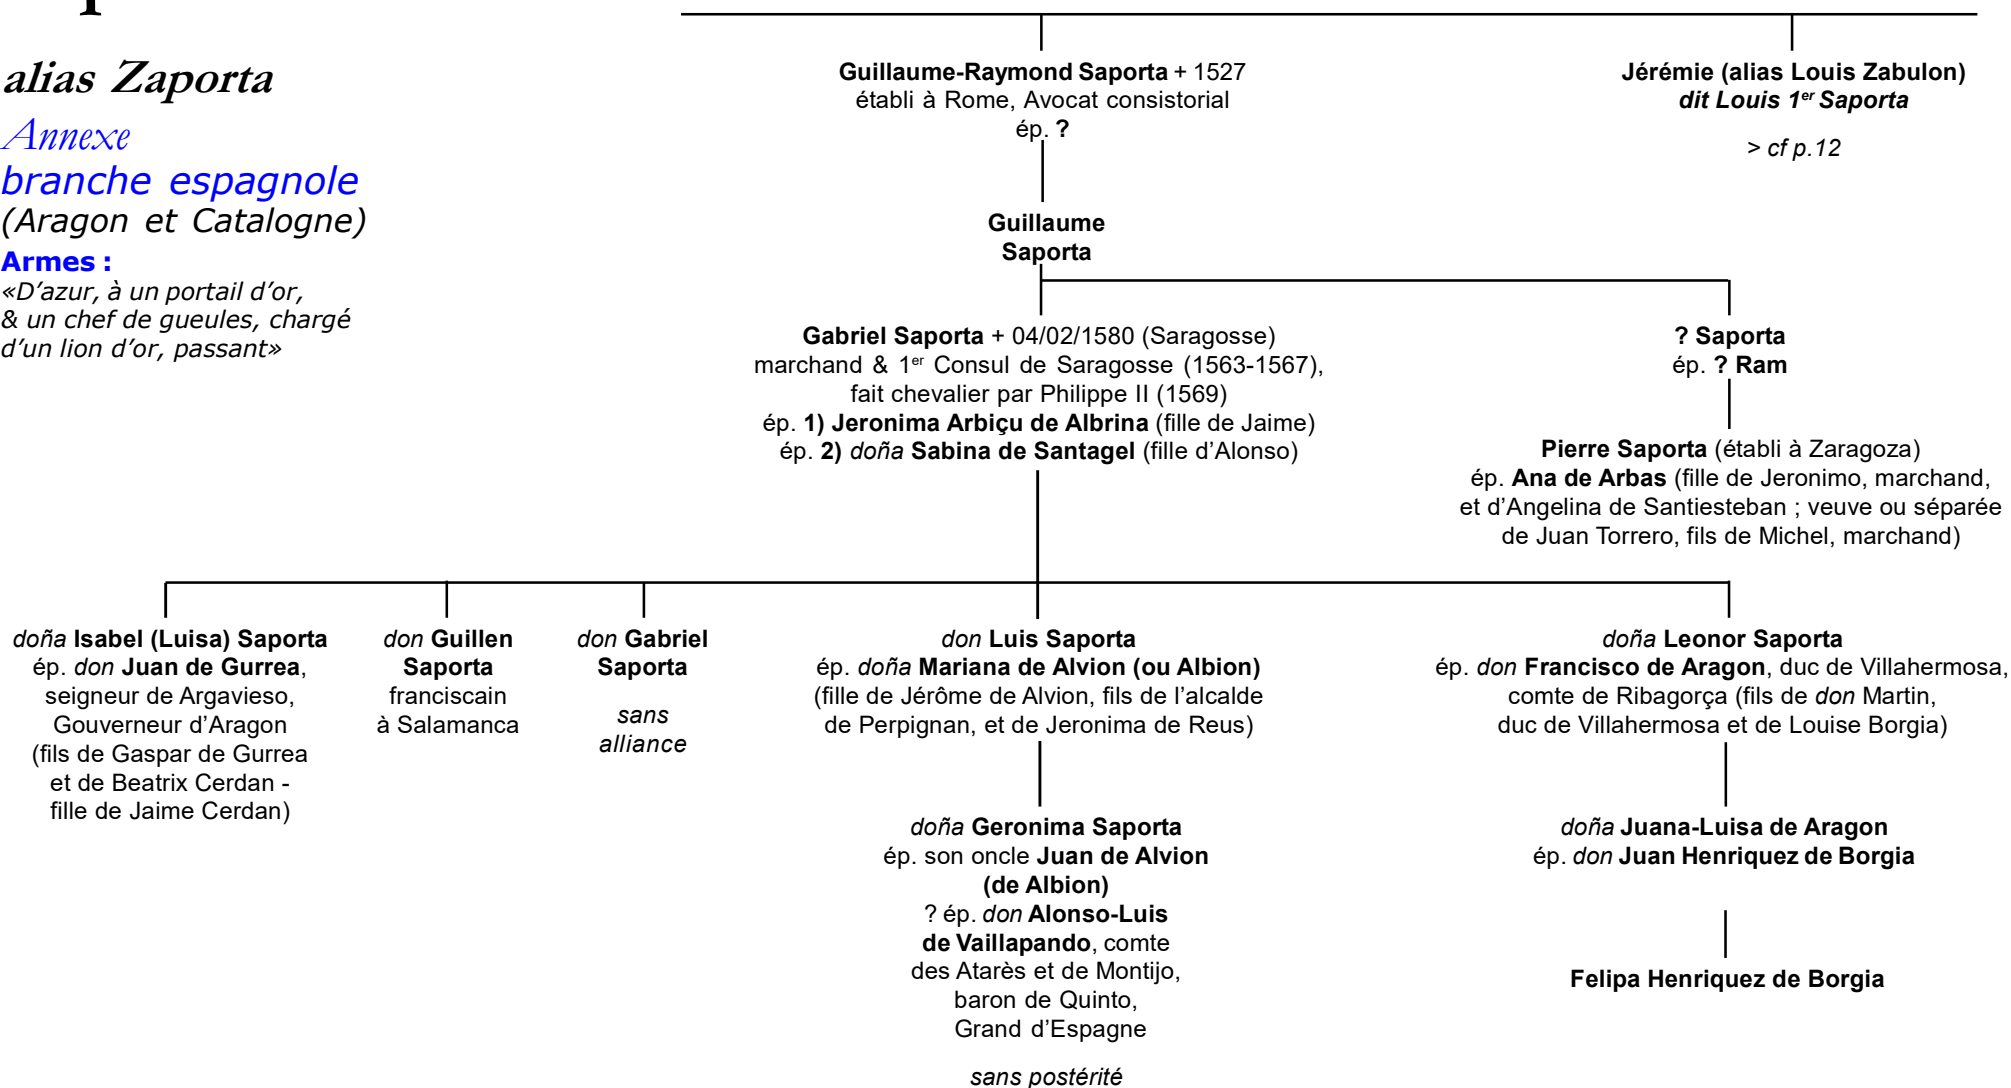 alias Zaporta
Annexe
branche espagnole
(Aragon et Catalogne)
Armes :
«D’azur, à un portail d’or,
& un chef de gueules, chargé
d’un lion d’or, passant»
Guillaume-Raymond Saporta + 1527
établi à Rome, Avocat consistorial
ép. ?
Jérémie (alias Louis Zabulon)
dit Louis 1er Saporta
> cf p.12
Guillaume
Saporta
Gabriel Saporta + 04/02/1580 (Saragosse)
marchand & 1er Consul de Saragosse (1563-1567),
fait chevalier par Philippe II (1569)
ép. 1) Jeronima Arbiçu de Albrina (fille de Jaime)
ép. 2) doña Sabina de Santagel (fille d’Alonso)
? Saporta
ép. ? Ram
Pierre Saporta (établi à Zaragoza)
ép. Ana de Arbas (fille de Jeronimo, marchand,
et d’Angelina de Santiesteban ; veuve ou séparée
de Juan Torrero, fils de Michel, marchand)
doña Isabel (Luisa) Saporta
ép. don Juan de Gurrea,
seigneur de Argavieso,
Gouverneur d’Aragon
(fils de Gaspar de Gurrea
et de Beatrix Cerdan -
fille de Jaime Cerdan)
don Guillen
Saporta
franciscain
à Salamanca
don Gabriel
Saporta
sans
alliance
don Luis Saporta
ép. doña Mariana de Alvion (ou Albion)
(fille de Jérôme de Alvion, fils de l’alcalde
de Perpignan, et de Jeronima de Reus)
doña Leonor Saporta
ép. don Francisco de Aragon, duc de Villahermosa,
comte de Ribagorça (fils de don Martin,
duc de Villahermosa et de Louise Borgia)
doña Geronima Saporta
ép. son oncle Juan de Alvion
(de Albion)
? ép. don Alonso-Luis
de Vaillapando, comte
des Atarès et de Montijo,
baron de Quinto,
Grand d’Espagne
sans postérité
doña Juana-Luisa de Aragon
ép. don Juan Henriquez de Borgia
Felipa Henriquez de Borgia